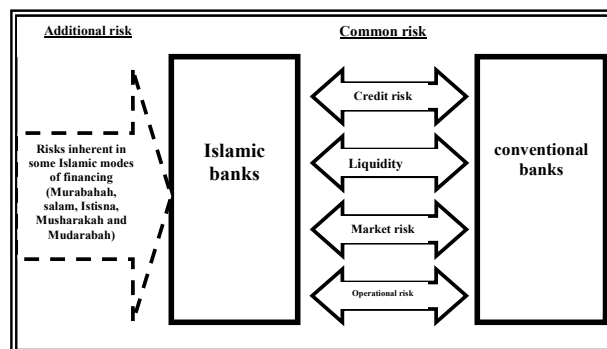 Additional risk
Common risk
Risks inherent in
some Islamic modes
of financing
(Murabahah,
salam, Istisna,
Musharakah and
Mudarabah)
Islamic
banks
Credit risk
Liquidity
Market risk
Operational risk
conventional
banks